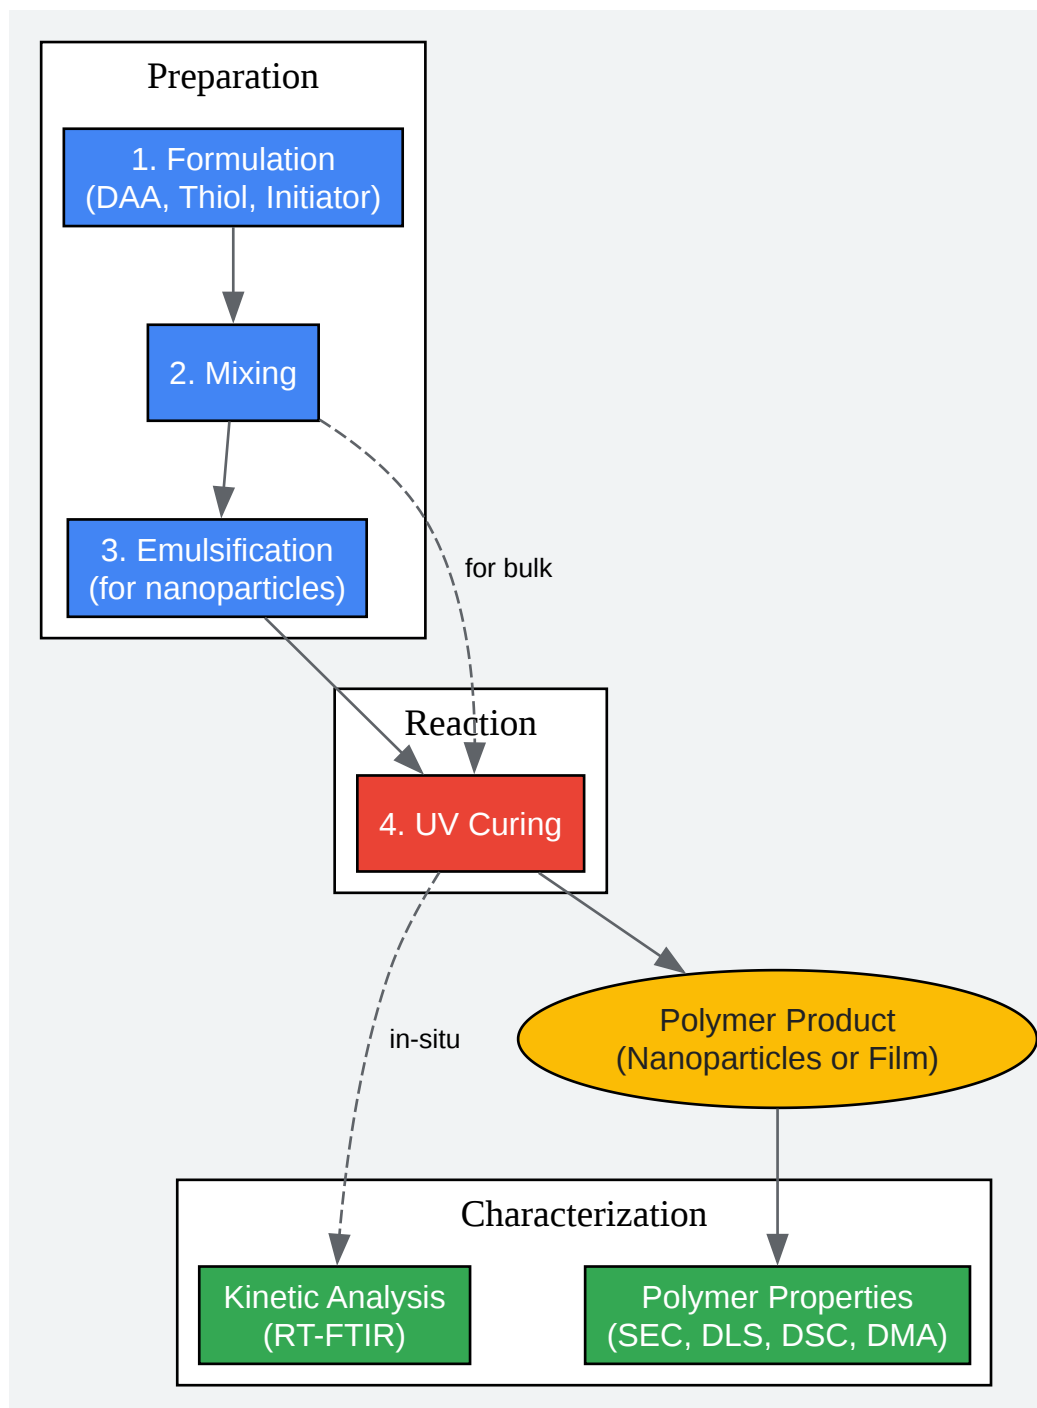 Preparation
1. Formulation
(DAA, Thiol, Initiator)
2. Mixing
3. Emulsification
(for nanoparticles)
for bulk
Reaction
4. UV Curing
in-situ
Polymer Product
(Nanoparticles or Film)
Characterization
Kinetic Analysis
(RT-FTIR)
Polymer Properties
(SEC, DLS, DSC, DMA)